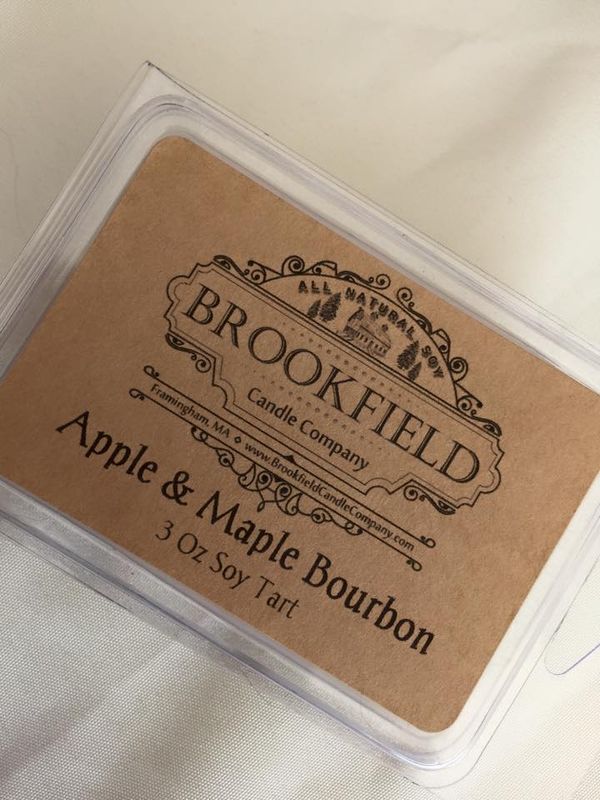 ALL NATURAL SOY
BROOKFIELD
Candle Company
Framingham, MA ◆ www.BrookfieldCandleCompany.com
Apple & Maple Bourbon
3 Oz Soy Tart